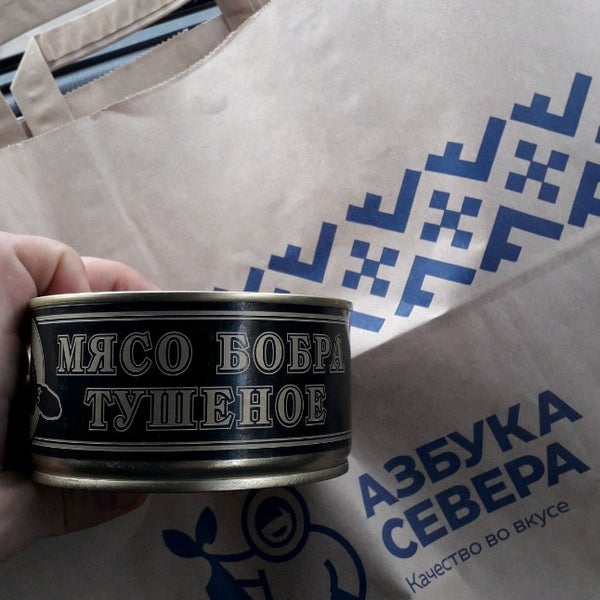 МЯСО БОБРА
ТУШЕНОЕ
АЗБУКА
СЕВЕРА
Качество во вкусе